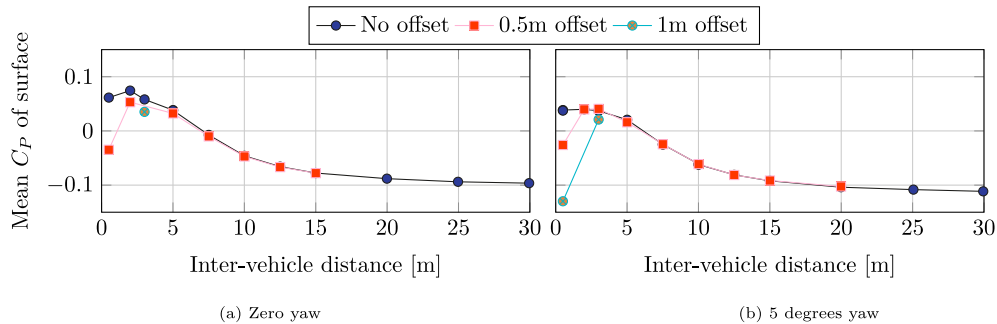 No offset 0.5m offset 1m offset
Mean C_P of surface
0.1
0
−0.1
0 5 10 15 20 25 30
0 5 10 15 20 25 30
Inter-vehicle distance [m]
Inter-vehicle distance [m]
(a) Zero yaw
(b) 5 degrees yaw